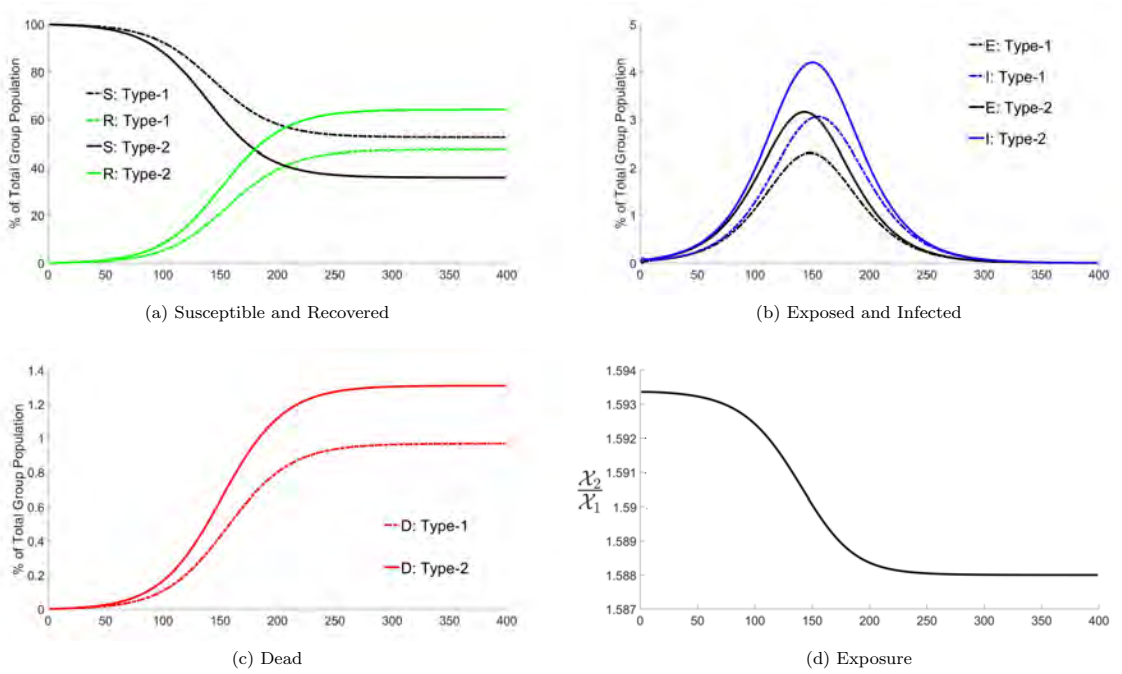 % of Total Group Population
100
80
60
40
20
0
0 50 100 150 200 250 300 350 400
S: Type-1
R: Type-1
S: Type-2
R: Type-2
(a) Susceptible and Recovered
% of Total Group Population
5
4
3
2
1
0
0 50 100 150 200 250 300 350 400
E: Type-1
I: Type-1
E: Type-2
I: Type-2
(b) Exposed and Infected
% of Total Group Population
1.4
1.2
1
0.8
0.6
0.4
0.2
0
0 50 100 150 200 250 300 350 400
D: Type-1
D: Type-2
(c) Dead
𝒳2
𝒳1
1.594
1.593
1.592
1.591
1.59
1.589
1.588
1.587
0 50 100 150 200 250 300 350 400
(d) Exposure